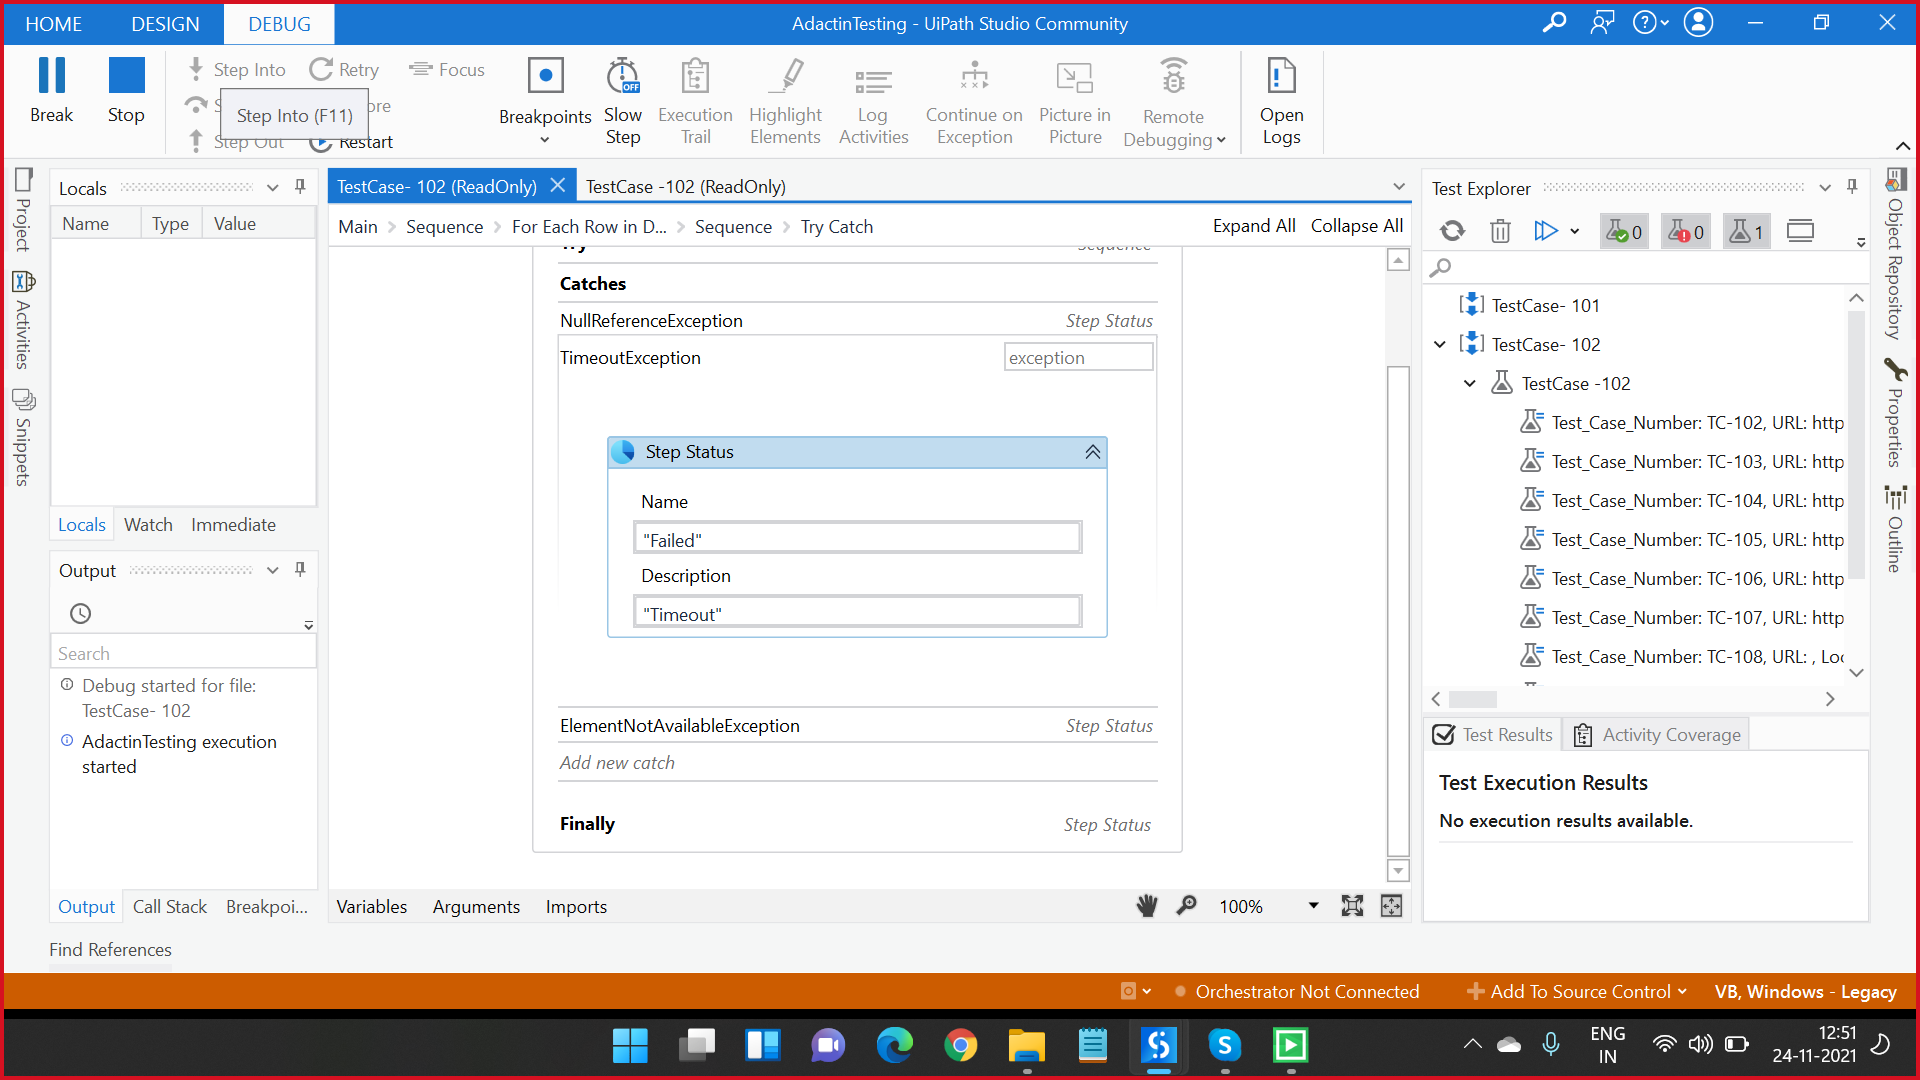 HOME DESIGN DEBUG AdactinTesting - UiPath Studio Community
Break Stop
Step Into Retry Focus
Step Into (F11)
Step Out Restart
Breakpoints
Slow
Step
Execution
Trail
Highlight
Elements
Log
Activities
Continue on
Exception
Picture in
Picture
Remote
Debugging
Open
Logs
OFF
Project
Activities
Snippets
Locals
Name Type Value
Locals Watch Immediate
Output
Search
Debug started for file:
TestCase- 102
AdactinTesting execution
started
Output Call Stack Breakpoi...
Find References
TestCase- 102 (ReadOnly) TestCase -102 (ReadOnly)
Main Sequence For Each Row in D... Sequence Try Catch Expand All Collapse All
Try Sequence
Catches
NullReferenceException Step Status
TimeoutException exception
Step Status
Name
"Failed"
Description
"Timeout"
ElementNotAvailableException Step Status
Add new catch
Finally Step Status
Variables Arguments Imports 100%
Test Explorer
0 0 1
TestCase- 101
TestCase- 102
TestCase -102
Test_Case_Number: TC-102, URL: http
Test_Case_Number: TC-103, URL: http
Test_Case_Number: TC-104, URL: http
Test_Case_Number: TC-105, URL: http
Test_Case_Number: TC-106, URL: http
Test_Case_Number: TC-107, URL: http
Test_Case_Number: TC-108, URL: , Loc
Test Results Activity Coverage
Test Execution Results
No execution results available.
Object Repository
Properties
Outline
Orchestrator Not Connected Add To Source Control VB, Windows - Legacy
ENG
IN
12:51
24-11-2021